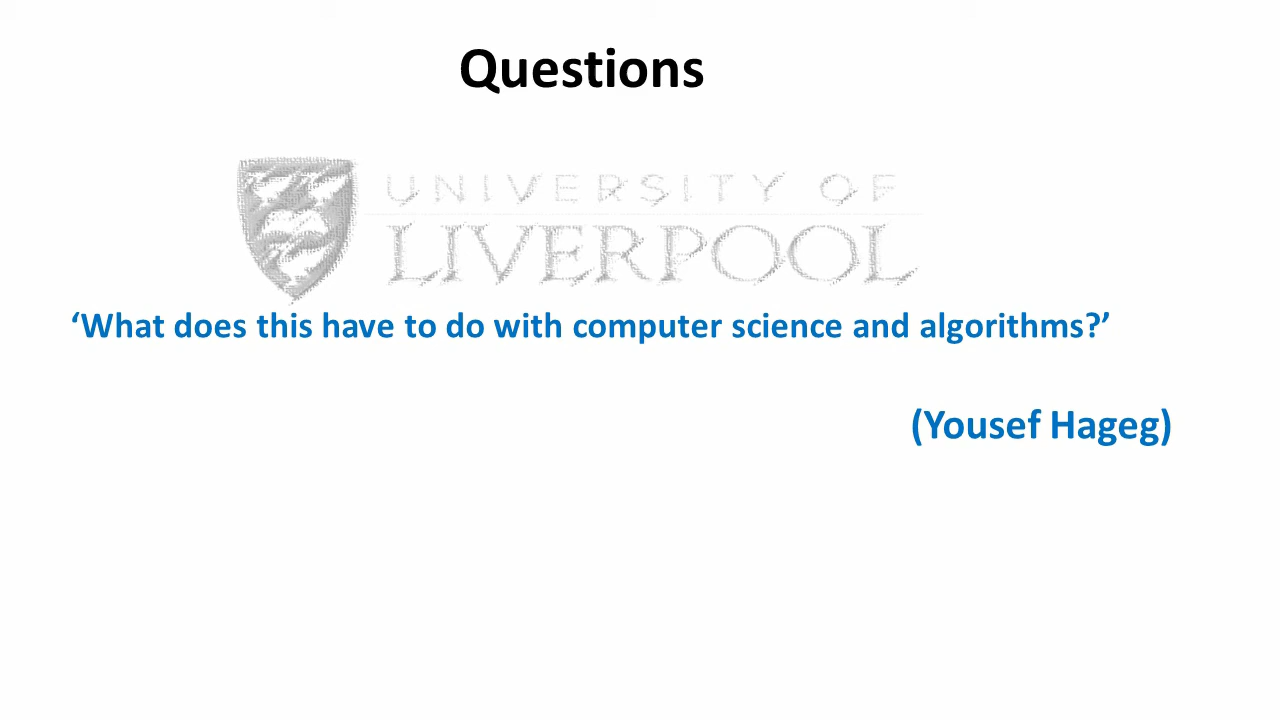 Questions
UNIVERSITY OF
LIVERPOOL
‘What does this have to do with computer science and algorithms?’
(Yousef Hageg)